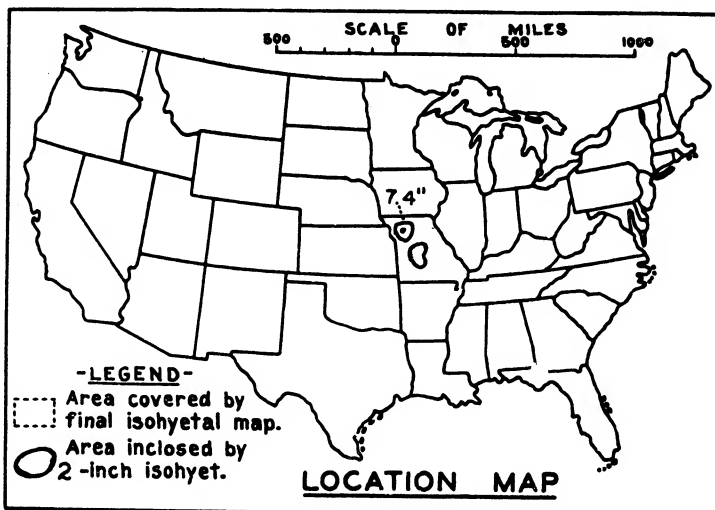 SCALE OF MILES
500 0 500 1000
7.4"
-LEGEND-
Area covered by
final isohyetal map.
Area inclosed by
2-inch isohyet.
LOCATION MAP